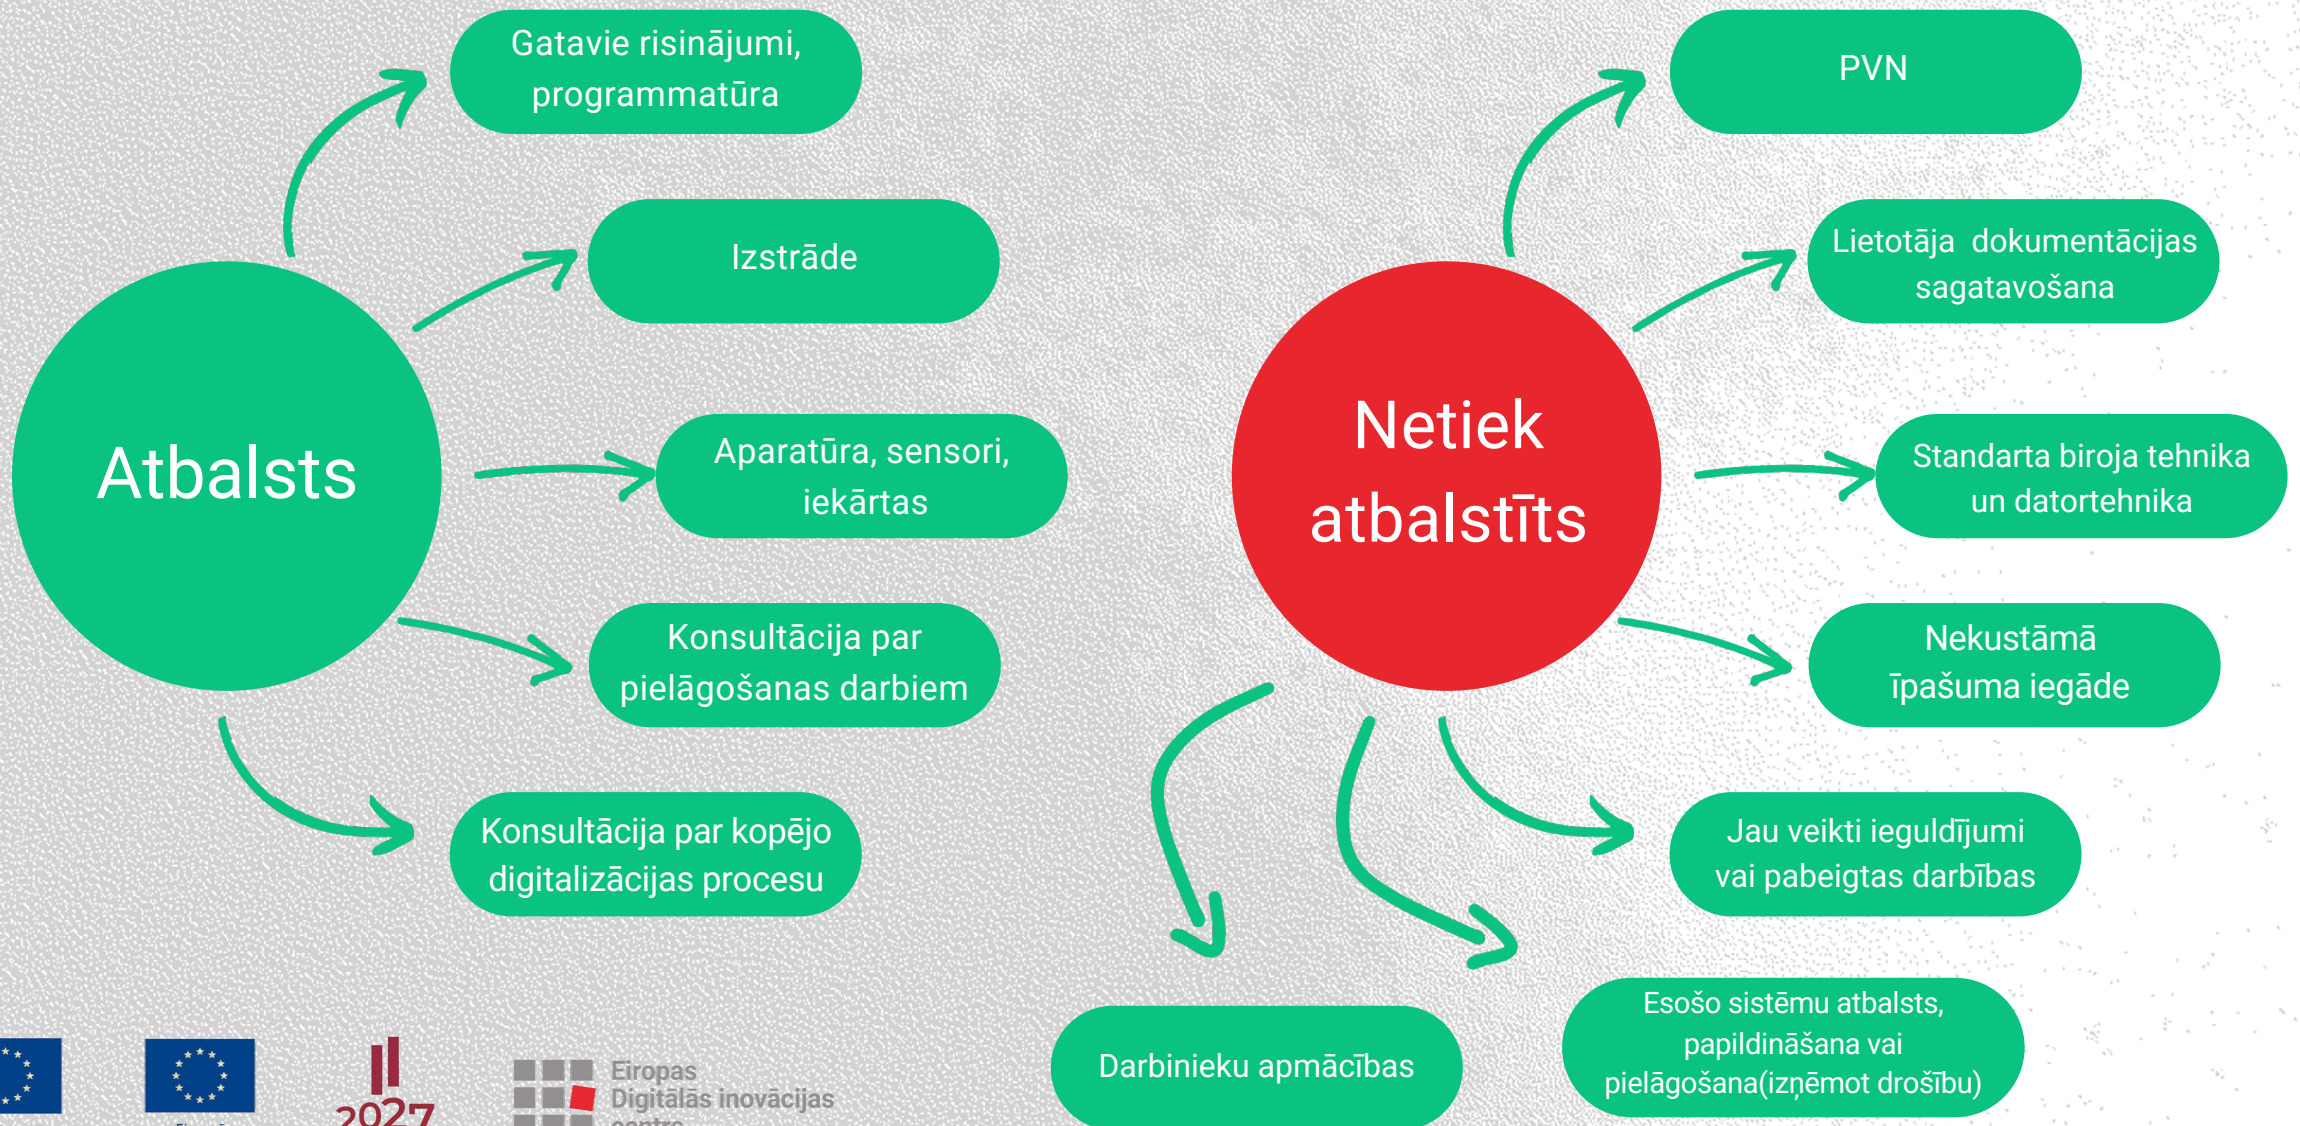 Atbalsts
Gatavie risinājumi,
programmatūra
Izstrāde
Aparatūra, sensori,
iekārtas
Konsultācija par
pielāgošanas darbiem
Konsultācija par kopējo
digitalizācijas procesu
Netiek
atbalstīts
PVN
Lietotāja dokumentācijas
sagatavošana
Standarta biroja tehnika
un datortehnika
Nekustāmā
īpašuma iegāde
Jau veikti ieguldījumi
vai pabeigtas darbības
Esošo sistēmu atbalsts,
papildināšana vai
pielāgošana(izņēmot drošību)
Darbinieku apmācības
2027
Eiropas
Digitālās inovācijas